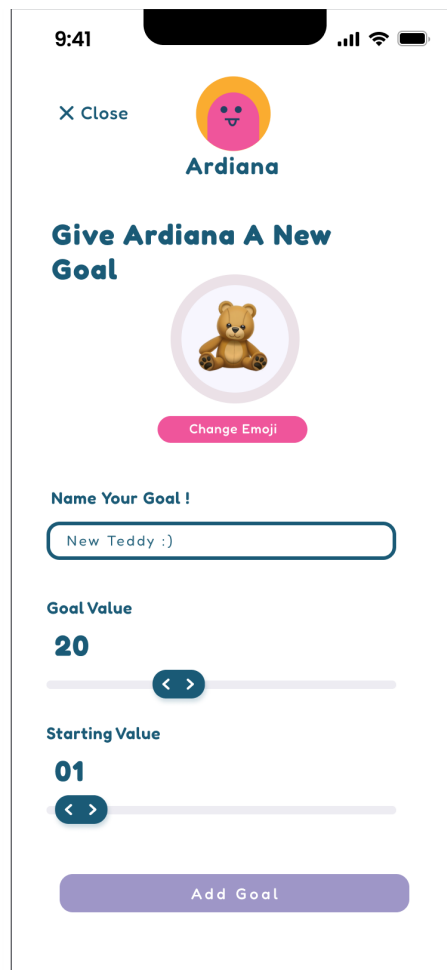 9:41
Close
Ardiana
Give Ardiana A New
Goal
Change Emoji
Name Your Goal !
New Teddy :)
Goal Value
20
Starting Value
01
Add Goal